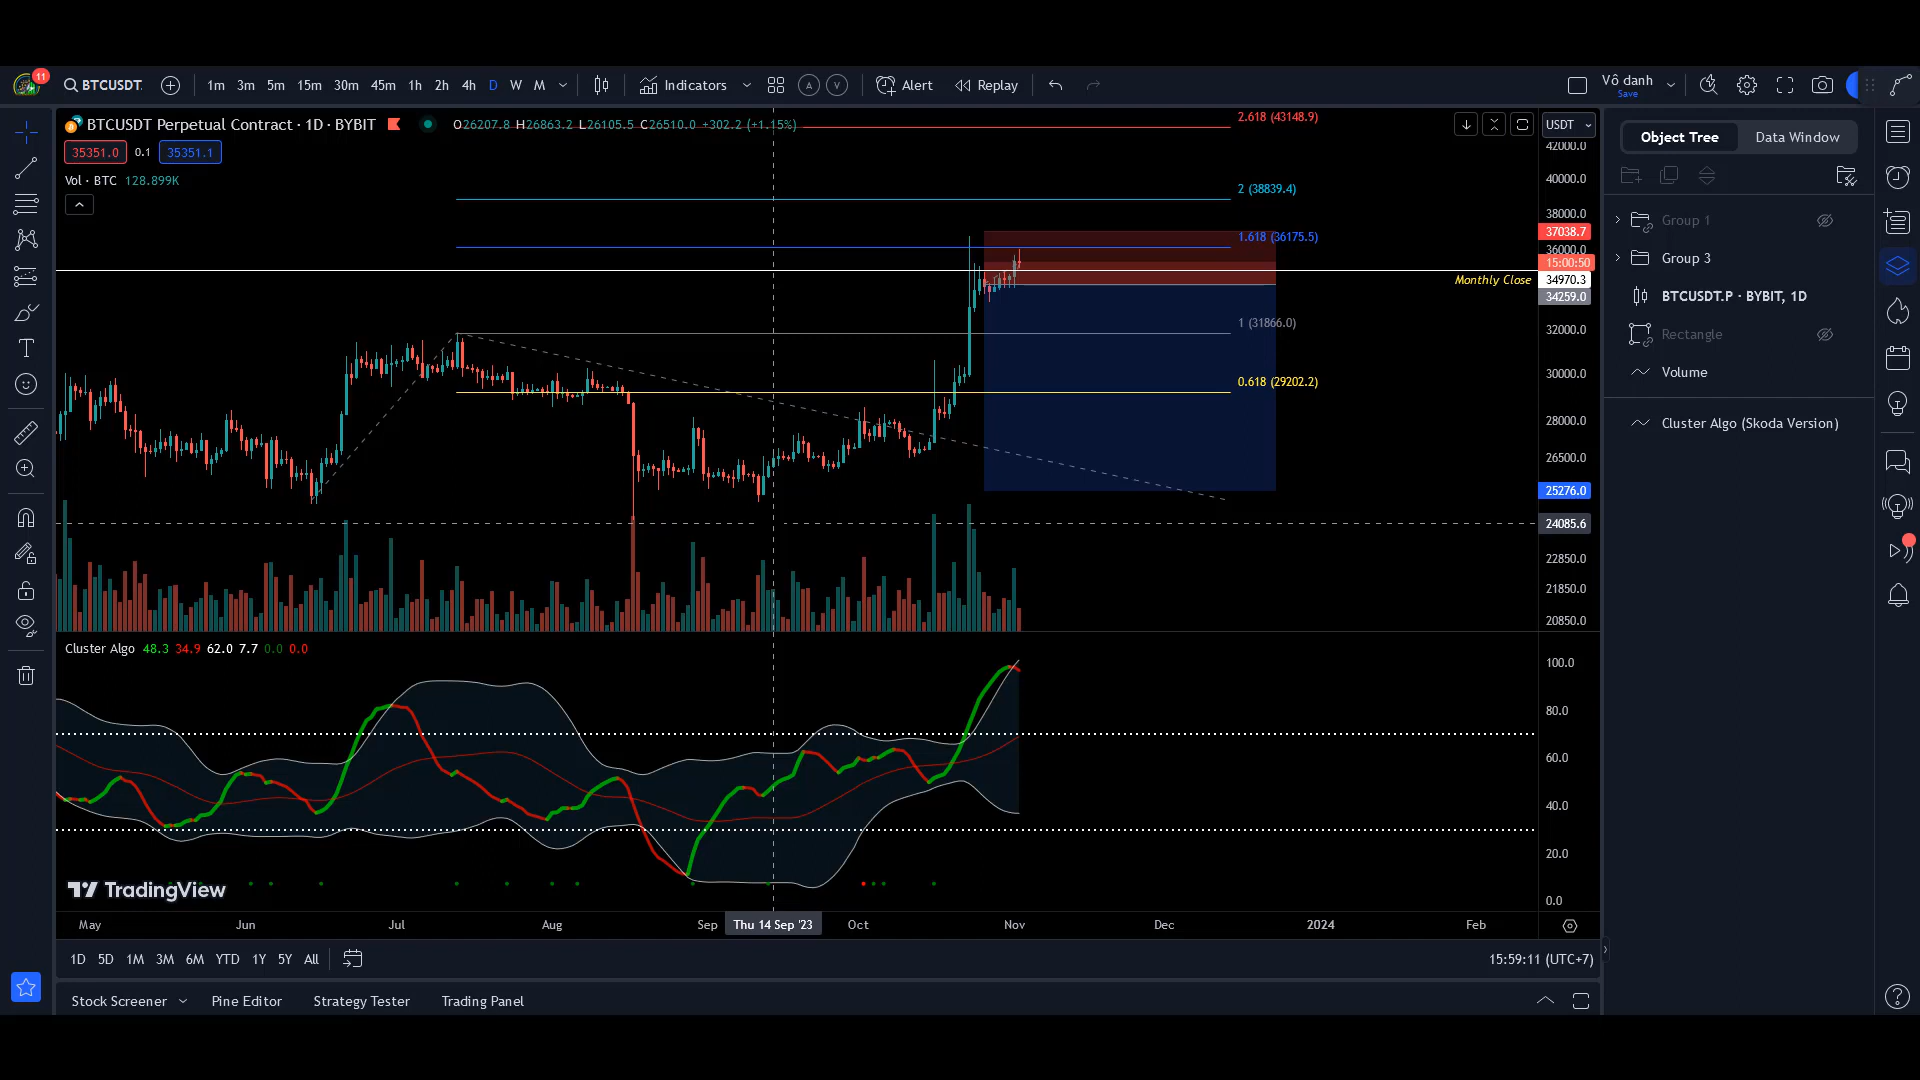 11 BTCUSDT. 1m 3m 5m 15m 30m 45m 1h 2h 4h D W M Indicators A V Alert Replay Vô danh
Save
BTCUSDT Perpetual Contract · 1D · BYBIT O26207.8 H26863.2 L26105.5 C26510.0 +302.2 (+1.15%)
35351.0 0.1 35351.1
Vol · BTC 128.899K
2.618 (43148.9)
2 (38839.4)
1.618 (36175.5)
Monthly Close
1 (31866.0)
0.618 (29202.2)
USDT
42000.0
40000.0
38000.0
37038.7
36000.0
15:00:50
34970.3
34259.0
32000.0
30000.0
28000.0
26500.0
25276.0
24085.6
22850.0
21850.0
20850.0
Cluster Algo 48.3 34.9 62.0 7.7 0.0 0.0
100.0
80.0
60.0
40.0
20.0
0.0
TradingView
May Jun Jul Aug Sep Thu 14 Sep '23 Oct Nov Dec 2024 Feb
1D 5D 1M 3M 6M YTD 1Y 5Y All 15:59:11 (UTC+7)
Stock Screener Pine Editor Strategy Tester Trading Panel
Object Tree Data Window
Group 1
Group 3
BTCUSDT.P · BYBIT, 1D
Rectangle
Volume
Cluster Algo (Skoda Version)